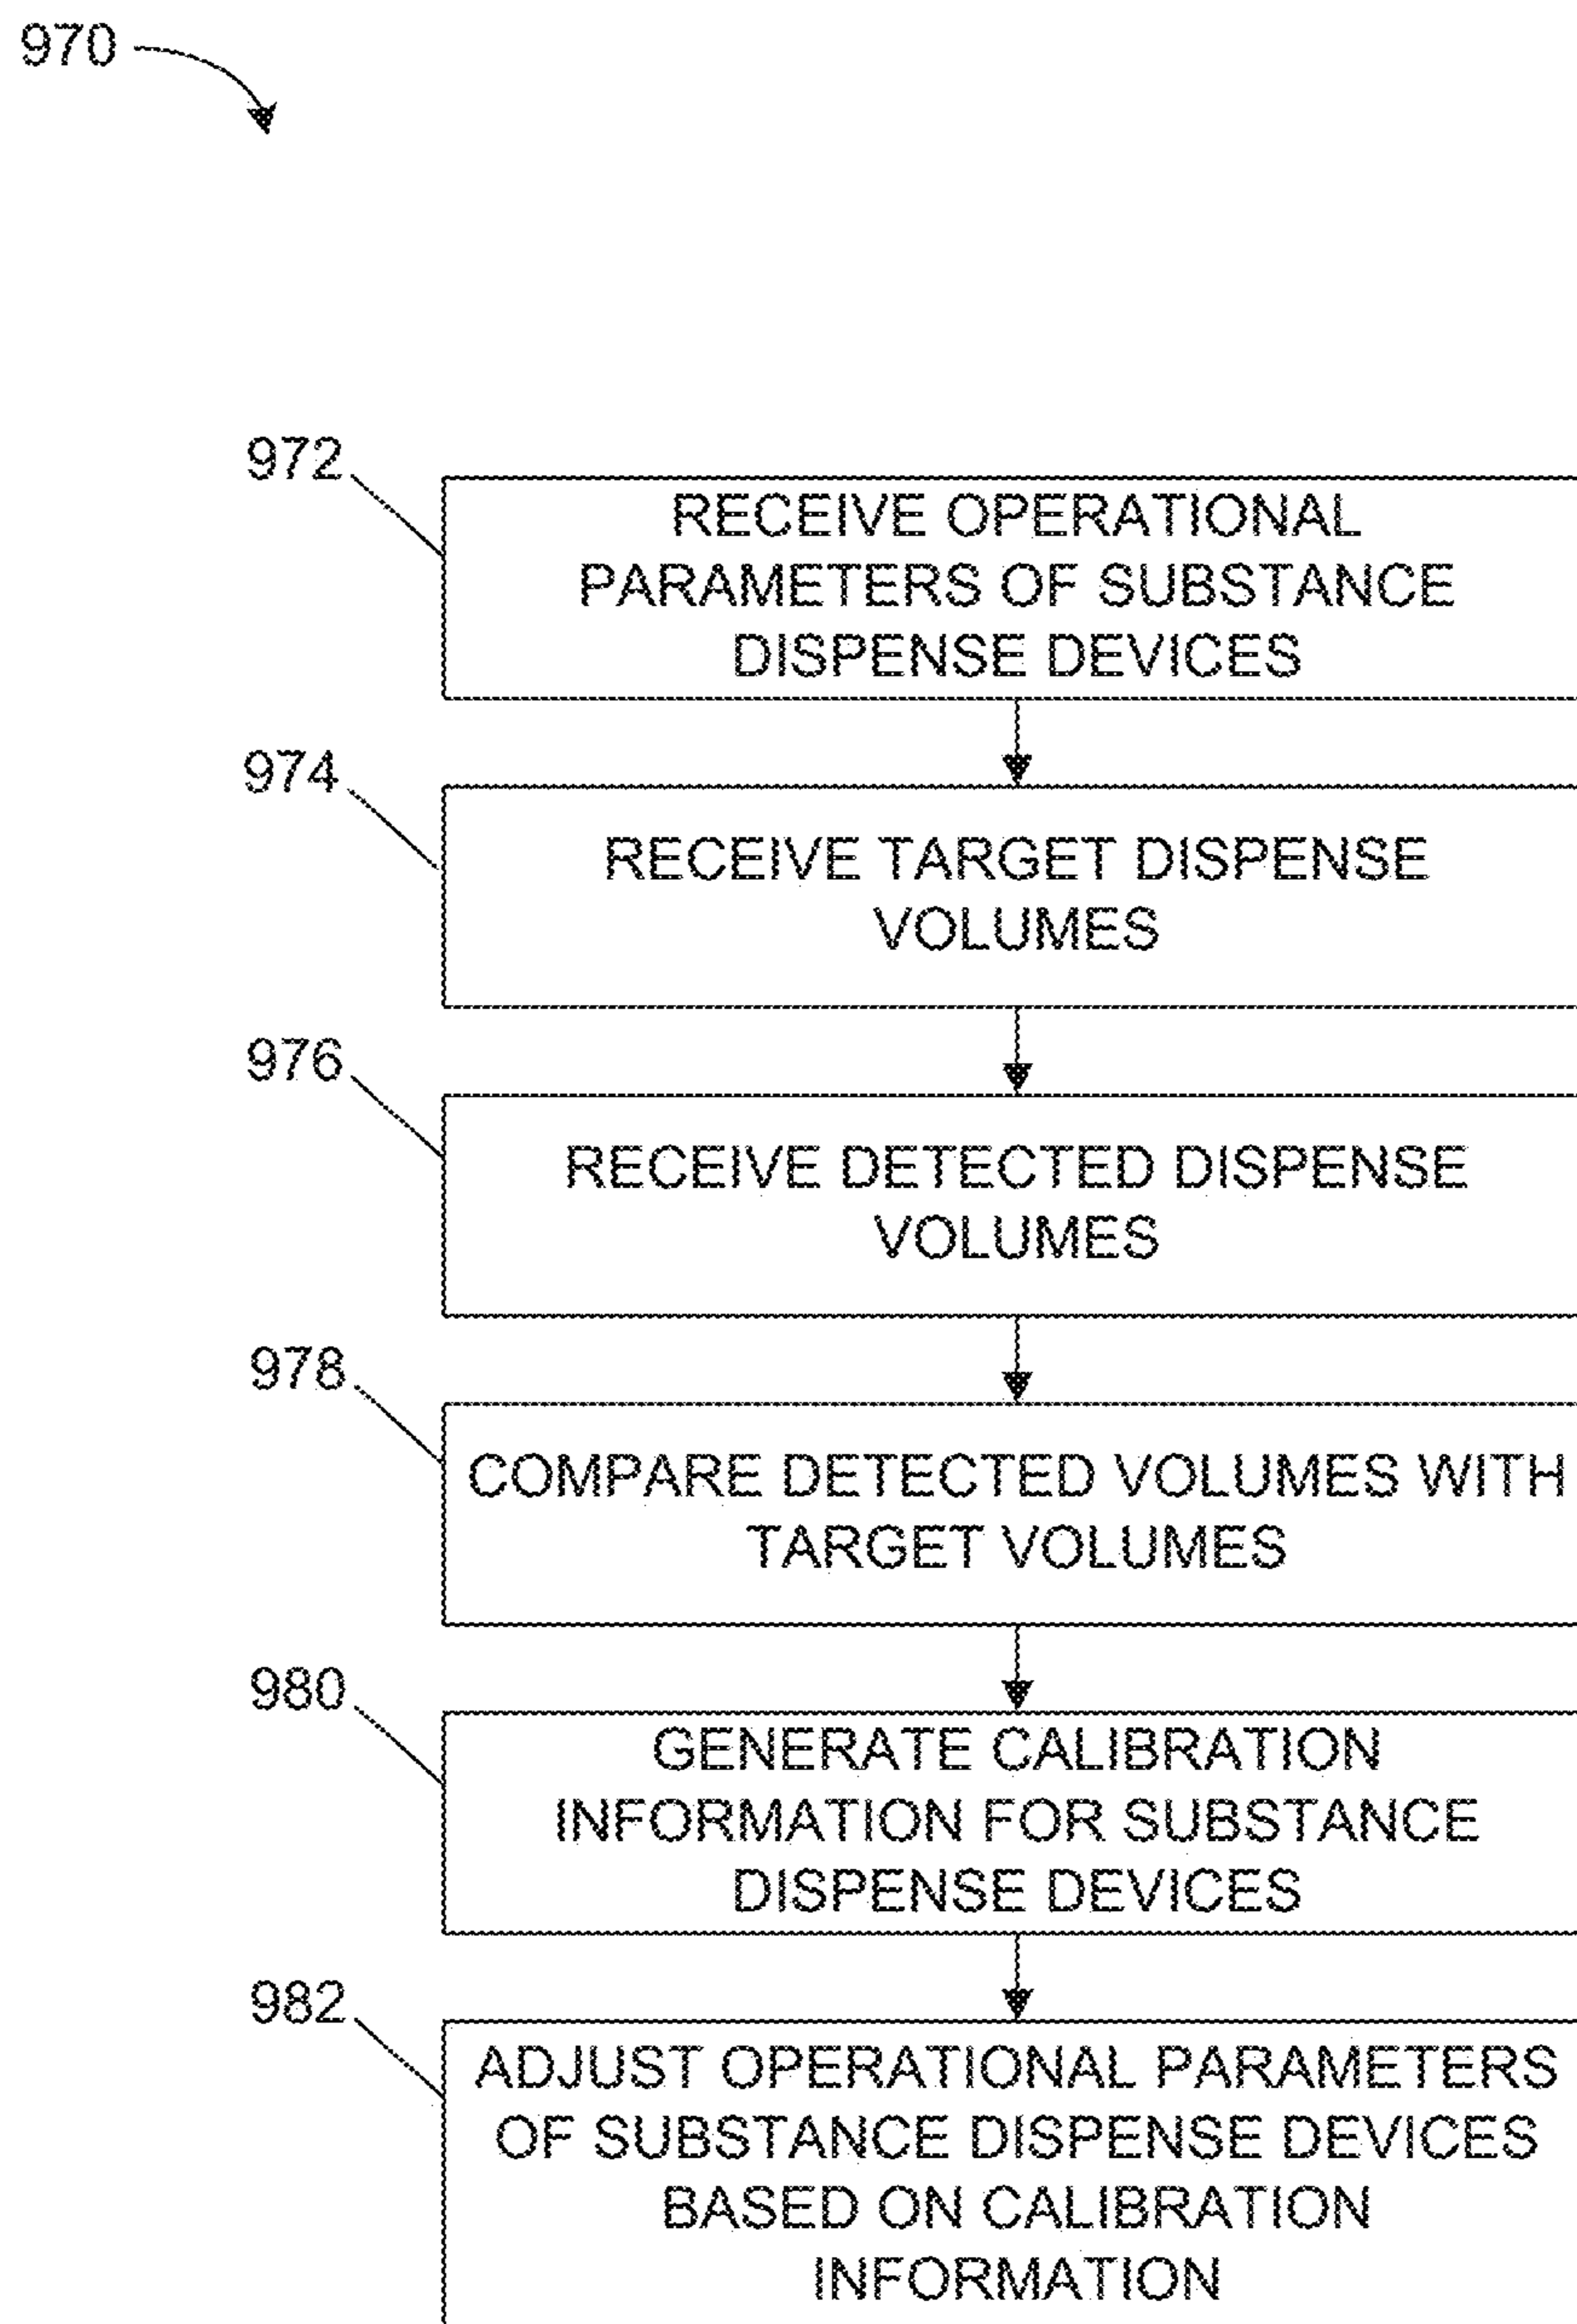 970
972
RECEIVE OPERATIONAL
PARAMETERS OF SUBSTANCE
DISPENSE DEVICES
974
RECEIVE TARGET DISPENSE
VOLUMES
976
RECEIVE DETECTED DISPENSE
VOLUMES
978
COMPARE DETECTED VOLUMES WITH
TARGET VOLUMES
980
GENERATE CALIBRATION
INFORMATION FOR SUBSTANCE
DISPENSE DEVICES
982
ADJUST OPERATIONAL PARAMETERS
OF SUBSTANCE DISPENSE DEVICES
BASED ON CALIBRATION
INFORMATION